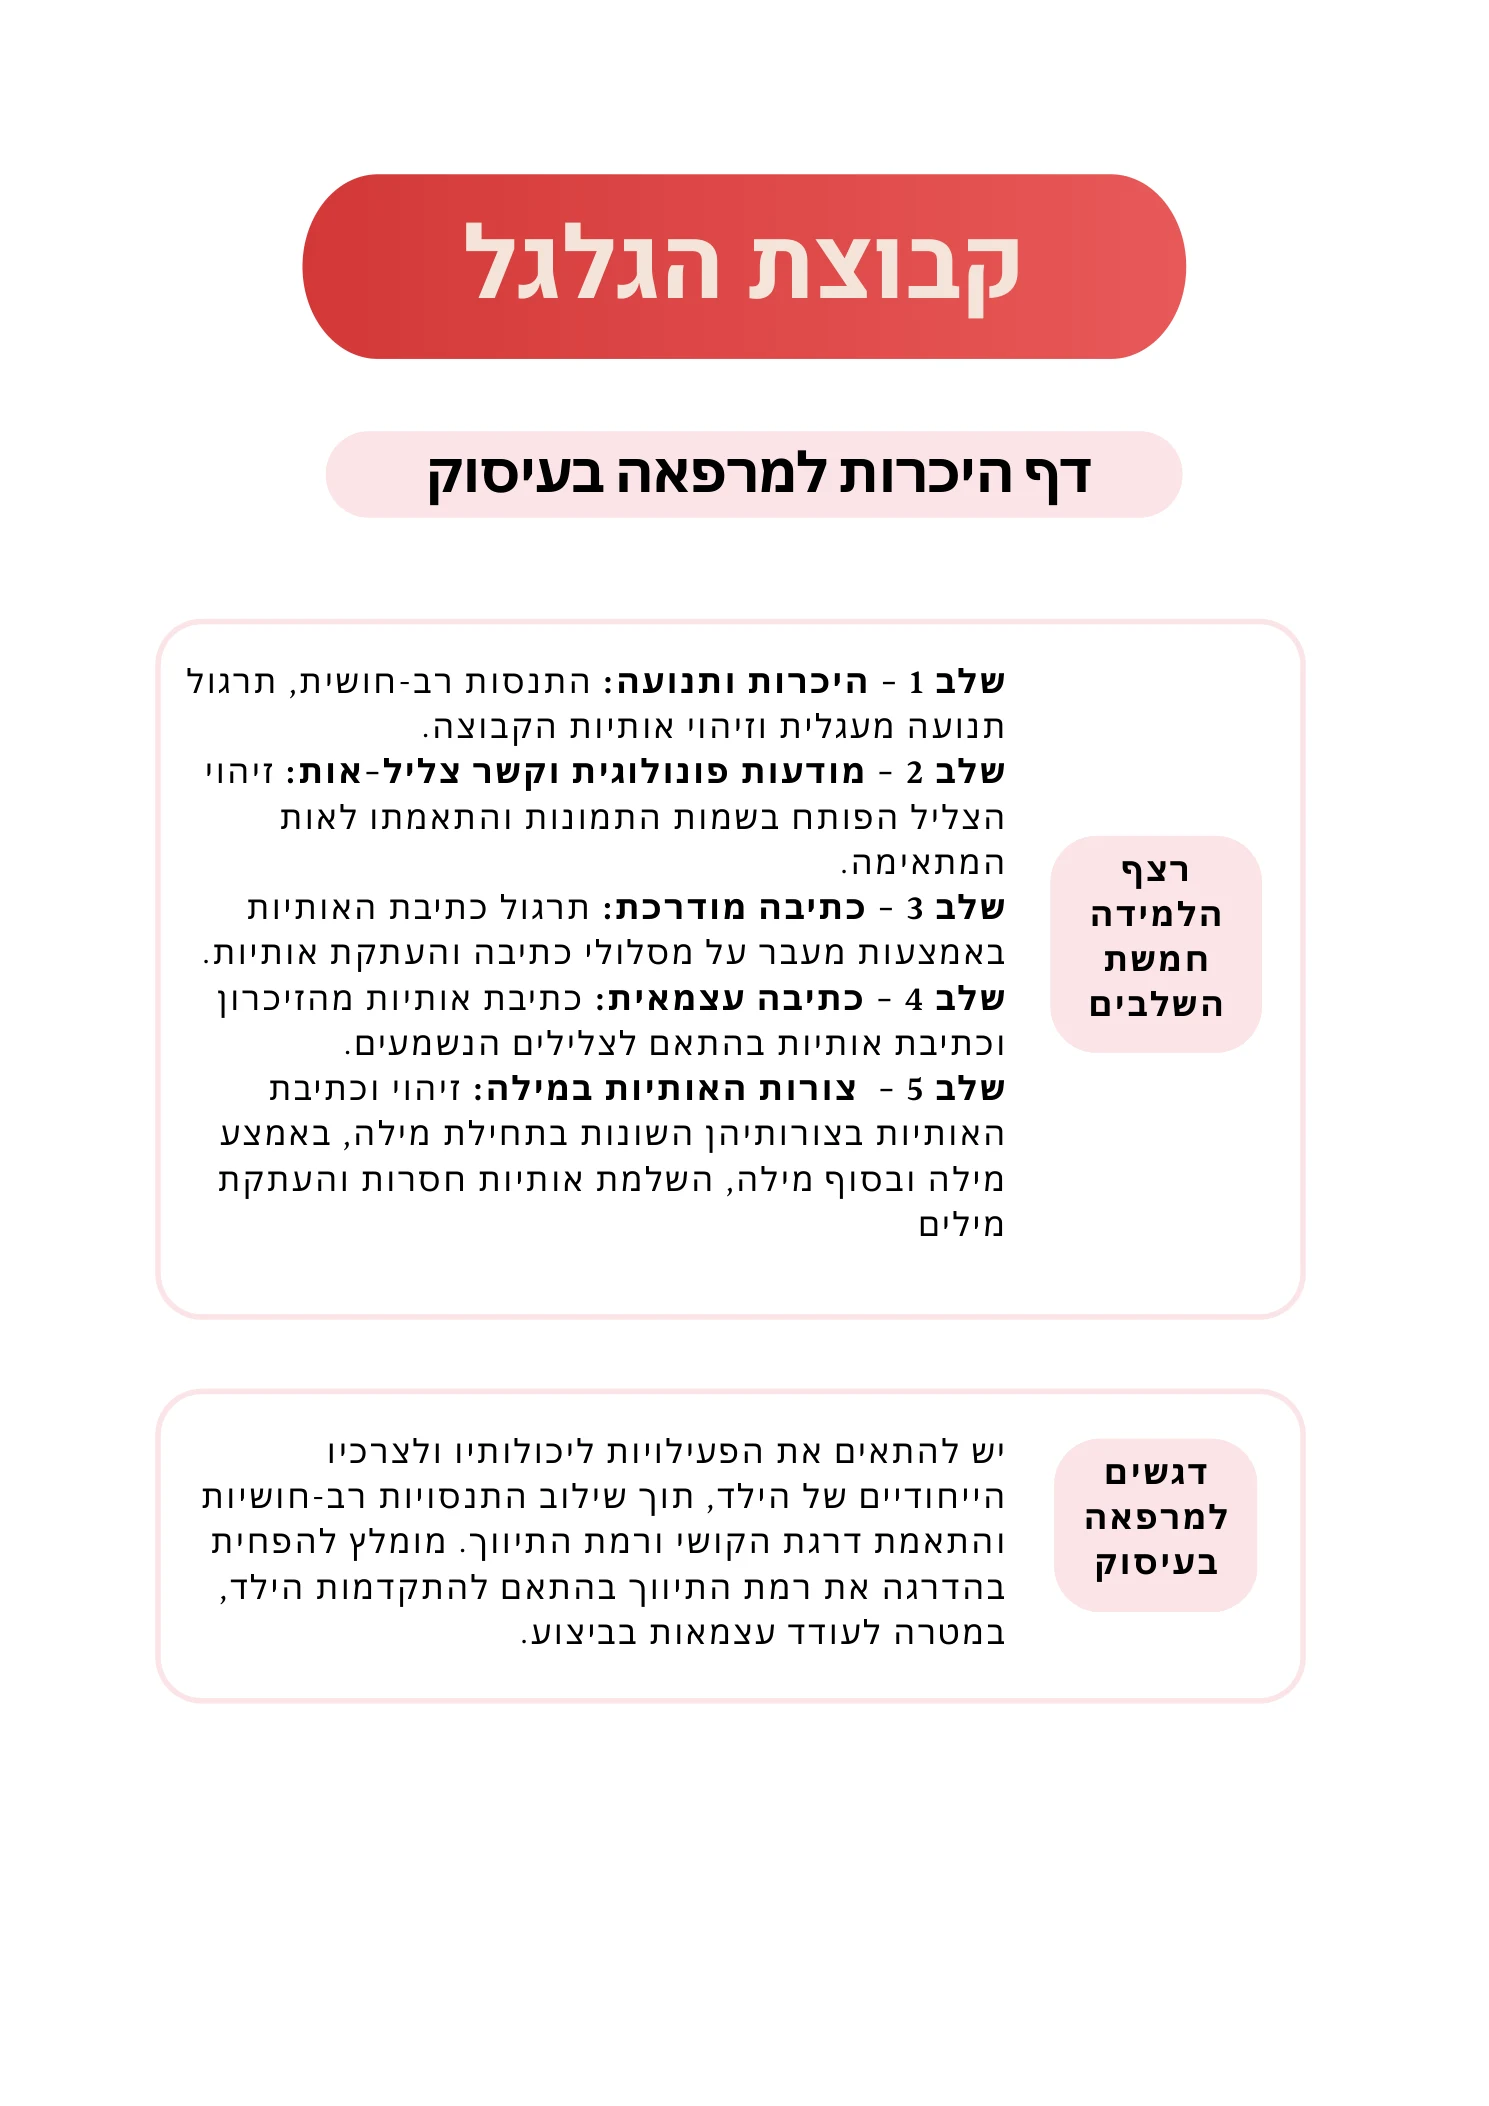 קבוצת הגלגל
דף היכרות למרפאה בעיסוק
רצף
הלמידה
חמשת
השלבים
שלב 1 - היכרות ותנועה: התנסות רב-חושית, תרגול
תנועה מעגלית וזיהוי אותיות הקבוצה.
שלב 2 - מודעות פונולוגית וקשר צליל-אות: זיהוי
הצליל הפותח בשמות התמונות והתאמתו לאות
המתאימה.
שלב 3 - כתיבה מודרכת: תרגול כתיבת האותיות
באמצעות מעבר על מסלולי כתיבה והעתקת אותיות.
שלב 4 - כתיבה עצמאית: כתיבת אותיות מהזיכרון
וכתיבת אותיות בהתאם לצלילים הנשמעים.
שלב 5 - צורות האותיות במילה: זיהוי וכתיבת
האותיות בצורותיהן השונות בתחילת מילה, באמצע
מילה ובסוף מילה, השלמת אותיות חסרות והעתקת
מילים
דגשים
למרפאה
בעיסוק
יש להתאים את הפעילויות ליכולותיו ולצרכיו
הייחודיים של הילד, תוך שילוב התנסויות רב-חושיות
והתאמת דרגת הקושי ורמת התיווך. מומלץ להפחית
בהדרגה את רמת התיווך בהתאם להתקדמות הילד,
במטרה לעודד עצמאות בביצוע.